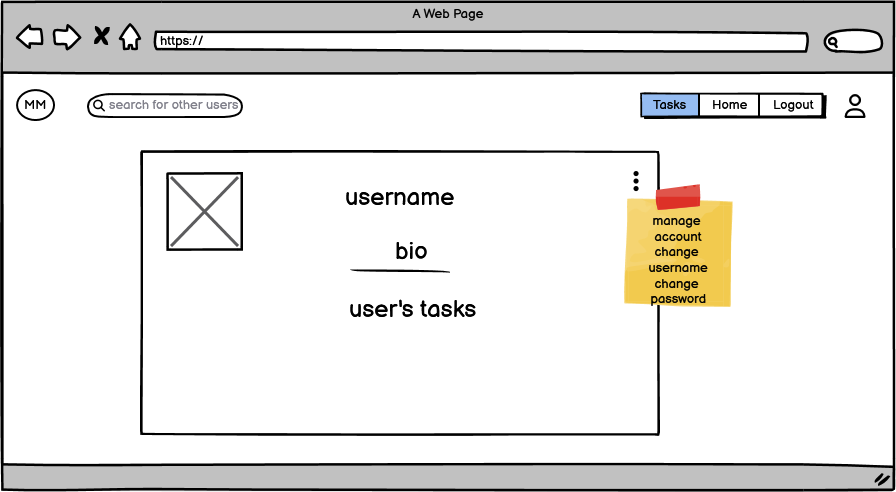 A Web Page
https://
MM
search for other users
Tasks Home Logout
username
bio
user's tasks
manage
account
change
username
change
password